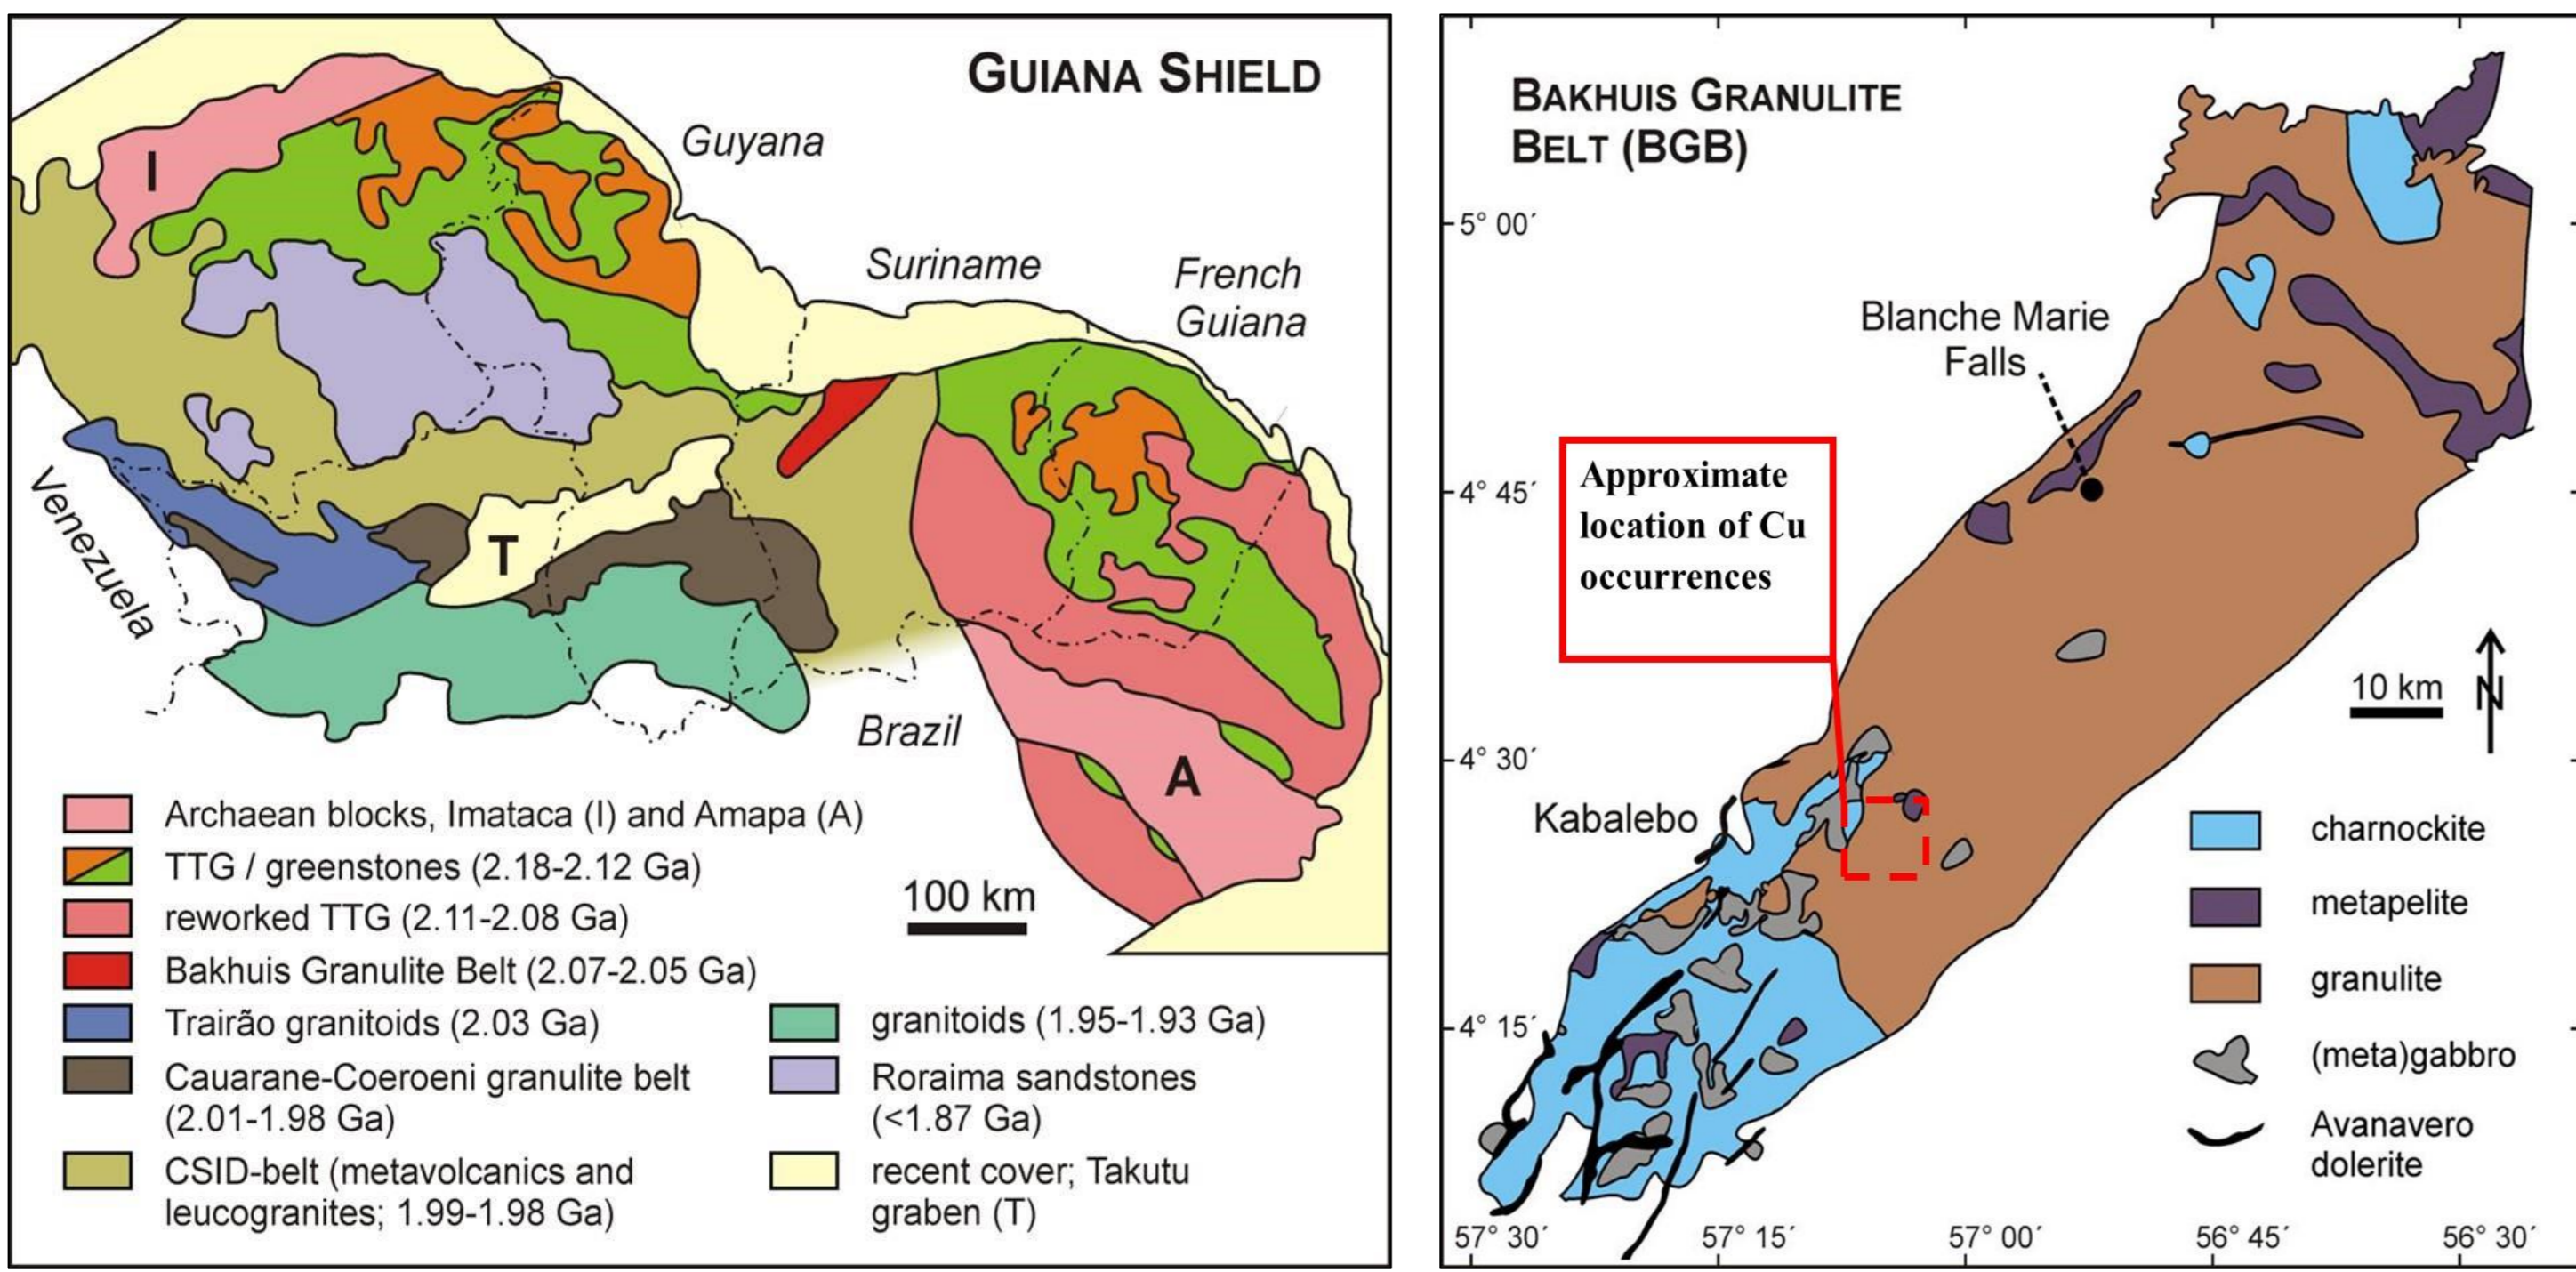 GUIANA SHIELD
Guyana
Suriname
French
Guiana
Venezuela
Brazil
I
T
A
100 km
Archaean blocks, Imataca (I) and Amapa (A)
TTG / greenstones (2.18-2.12 Ga)
reworked TTG (2.11-2.08 Ga)
Bakhuis Granulite Belt (2.07-2.05 Ga)
Trairão granitoids (2.03 Ga)
Cauarane-Coeroeni granulite belt
(2.01-1.98 Ga)
CSID-belt (metavolcanics and
leucogranites; 1.99-1.98 Ga)
granitoids (1.95-1.93 Ga)
Roraima sandstones
(<1.87 Ga)
recent cover; Takutu
graben (T)
BAKHUIS GRANULITE
BELT (BGB)
5° 00´
4° 45´
4° 30´
4° 15´
Blanche Marie
Falls
Approximate
location of Cu
occurrences
Kabalebo
10 km
N
charnockite
metapelite
granulite
(meta)gabbro
Avanavero
dolerite
57° 30´
57° 15´
57° 00´
56° 45´
56° 30´